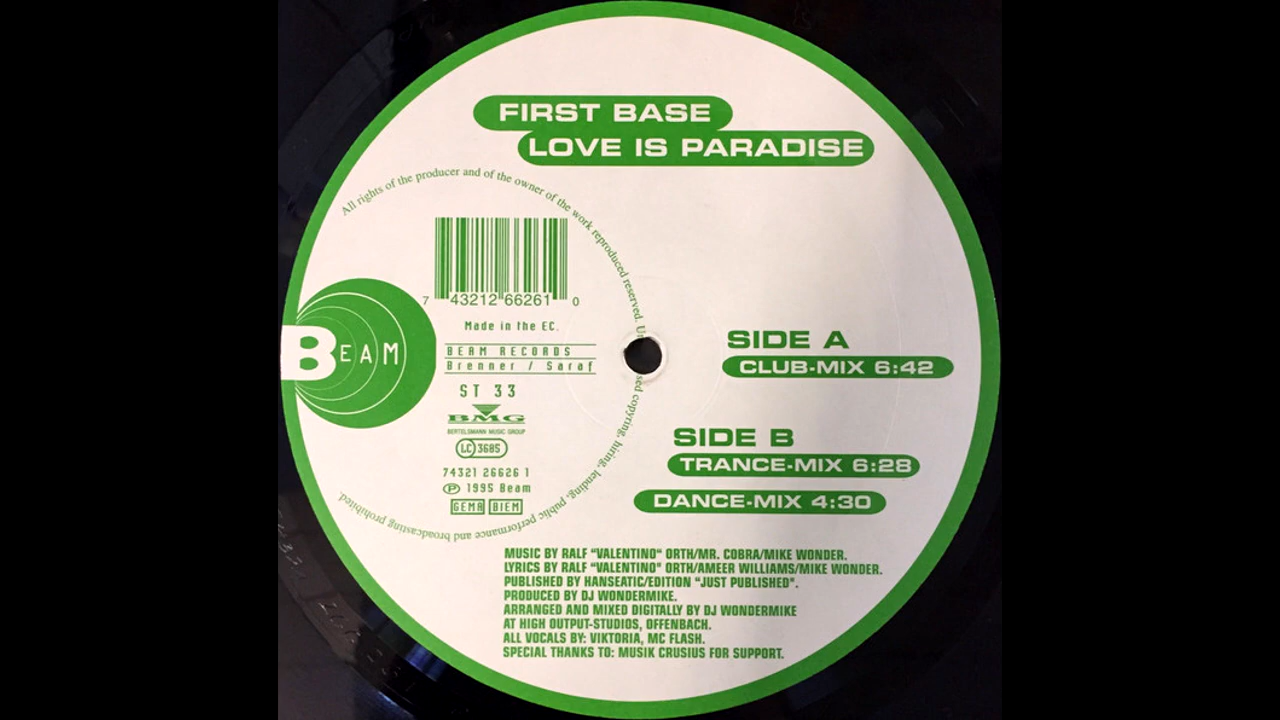 FIRST BASE
LOVE IS PARADISE
All rights of the producer and of the owner of the work reproduced reserved. copyring, hiring, lending, public performance and broadcasting prohibited.
7 43212 66261 0
Made in the EC.
BEAM
BEAM RECORDS
Brenner / Saraf
ST 33
BMG
BERTELSMANN MUSIC GROUP
LC 3685
74321 26626 1
Ⓟ 1995 Beam
GEMA BIEM
SIDE A
CLUB-MIX 6:42
SIDE B
TRANCE-MIX 6:28
DANCE-MIX 4:30
MUSIC BY RALF "VALENTINO" ORTH/MR. COBRA/MIKE WONDER.
LYRICS BY RALF "VALENTINO" ORTH/AMEER WILLIAMS/MIKE WONDER.
PUBLISHED BY HANSEATIC/EDITION "JUST PUBLISHED".
PRODUCED BY DJ WONDERMIKE.
ARRANGED AND MIXED DIGITALLY BY DJ WONDERMIKE
AT HIGH OUTPUT-STUDIOS, OFFENBACH.
ALL VOCALS BY: VIKTORIA, MC FLASH.
SPECIAL THANKS TO: MUSIK CRUSIUS FOR SUPPORT.